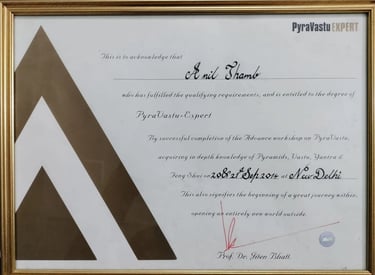 PyraVastu EXPERT
This is to acknowledge that
Anil Thamb
who has fulfilled the qualifying requirements, and is entitled to the degree of
PyraVastu-Expert
By successful completion of the Advance workshop on PyraVastu,
acquiring in depth knowledge of Pyramids, Vastu, Yantra &
Feng Shui on 20th 21st Sep 2014 at New Delhi
This also signifies the beginning of a great journey within,
opening an entirely new world outside.
Prof. Dr. Jiten Bhatt